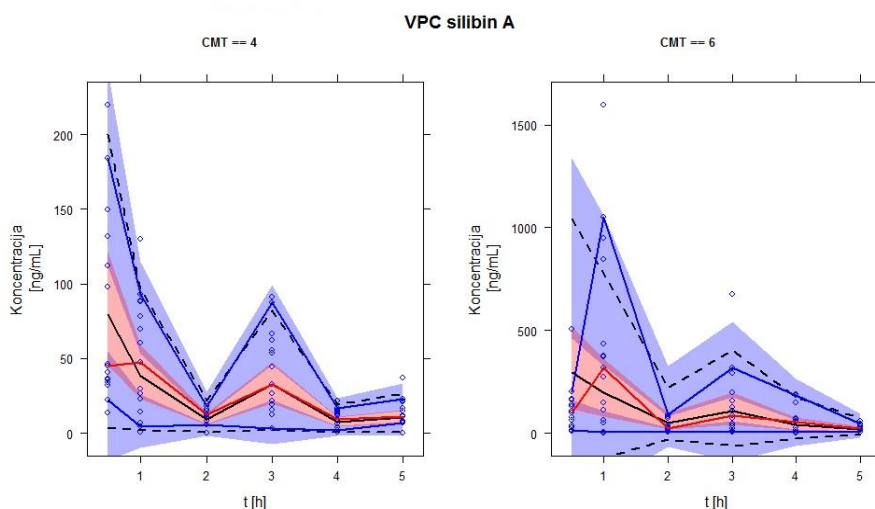 VPC silibin A
CMT == 4
CMT == 6
Koncentracija
[ng/mL]
200
150
100
50
0
1
2
3
4
5
t [h]
Koncentracija
[ng/mL]
1500
1000
500
0
1
2
3
4
5
t [h]